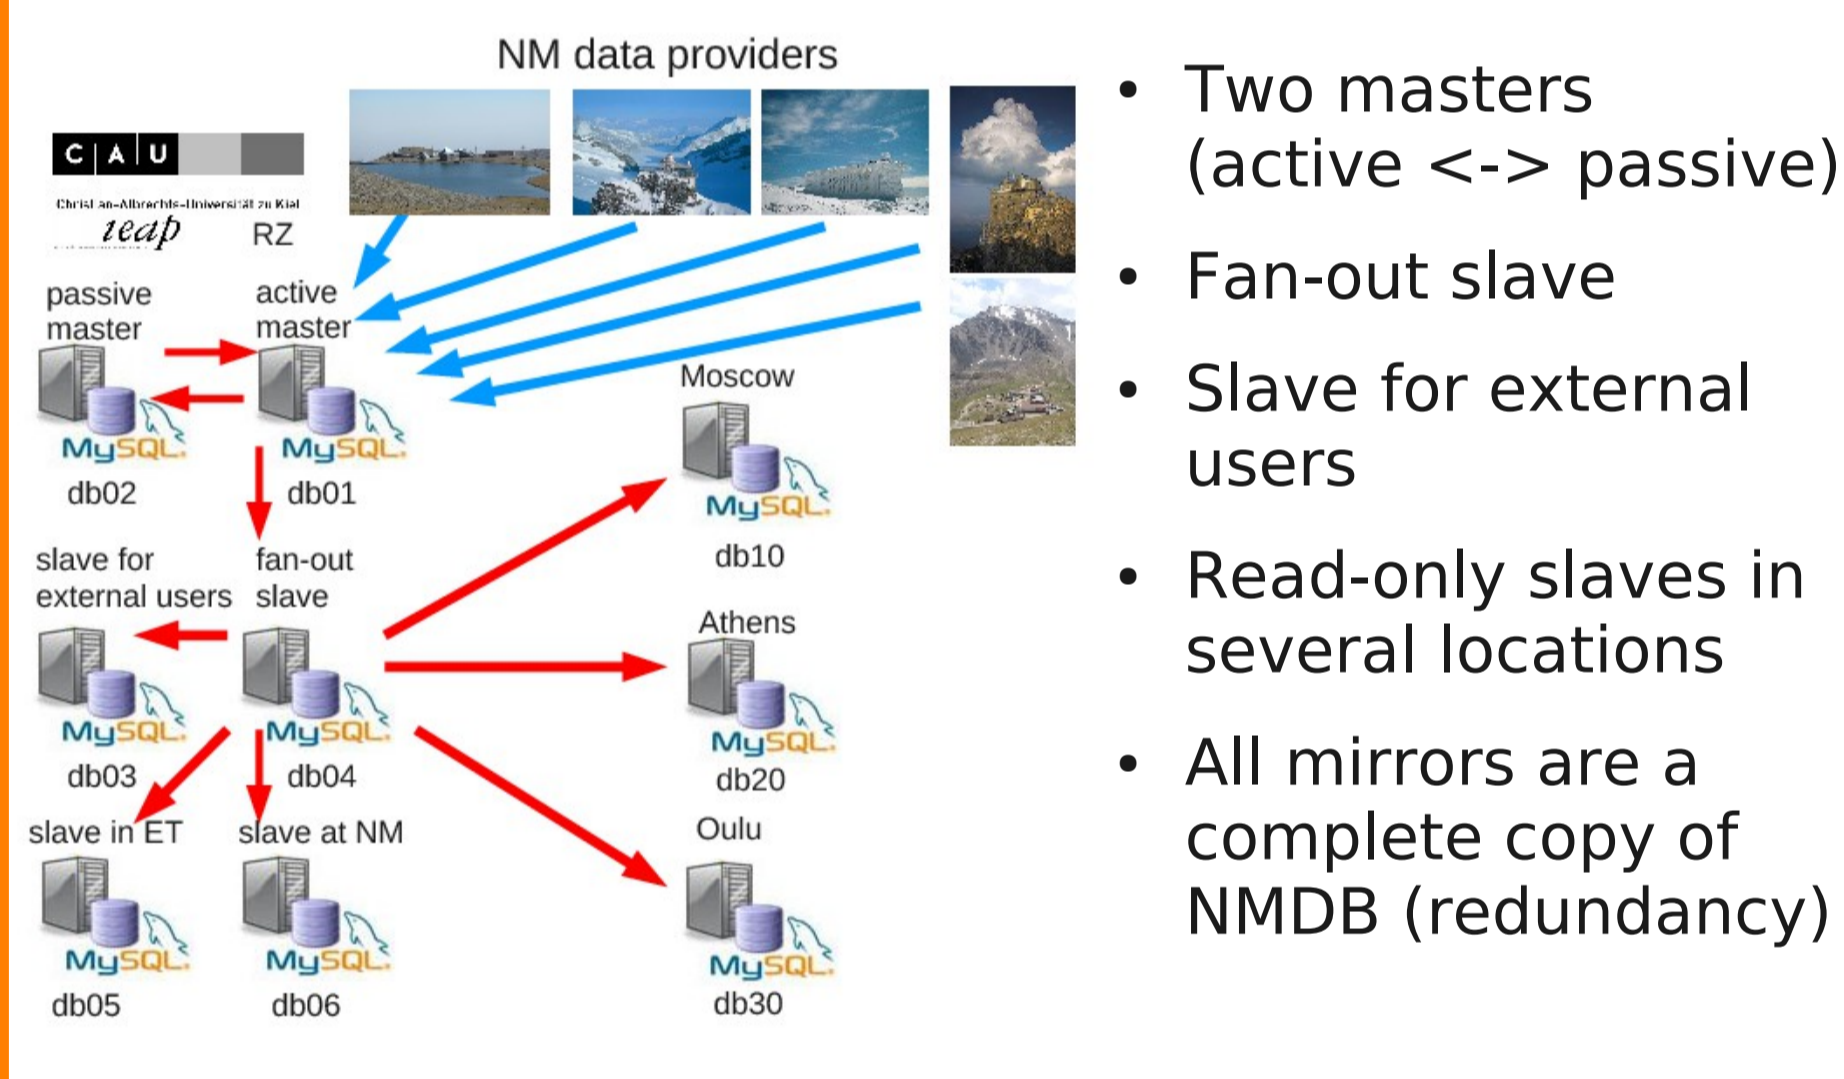 NM data providers
C A U
Christian-Albrechts-Universität zu Kiel
ieap
RZ
passive
master
active
master
MySQL
db02
MySQL
db01
Moscow
MySQL
db10
slave for
external users
fan-out
slave
MySQL
db03
MySQL
db04
Athens
MySQL
db20
slave in ET
MySQL
db05
slave at NM
MySQL
db06
Oulu
MySQL
db30
• Two masters
(active <-> passive)
• Fan-out slave
• Slave for external
users
• Read-only slaves in
several locations
• All mirrors are a
complete copy of
NMDB (redundancy)